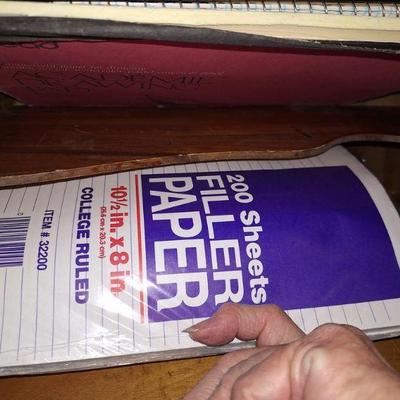 200 Sheets
FILLER
PAPER
10½ in. x 8 in.
(26.6 cm x 20.3 cm)
COLLEGE RULED
ITEM # 32200